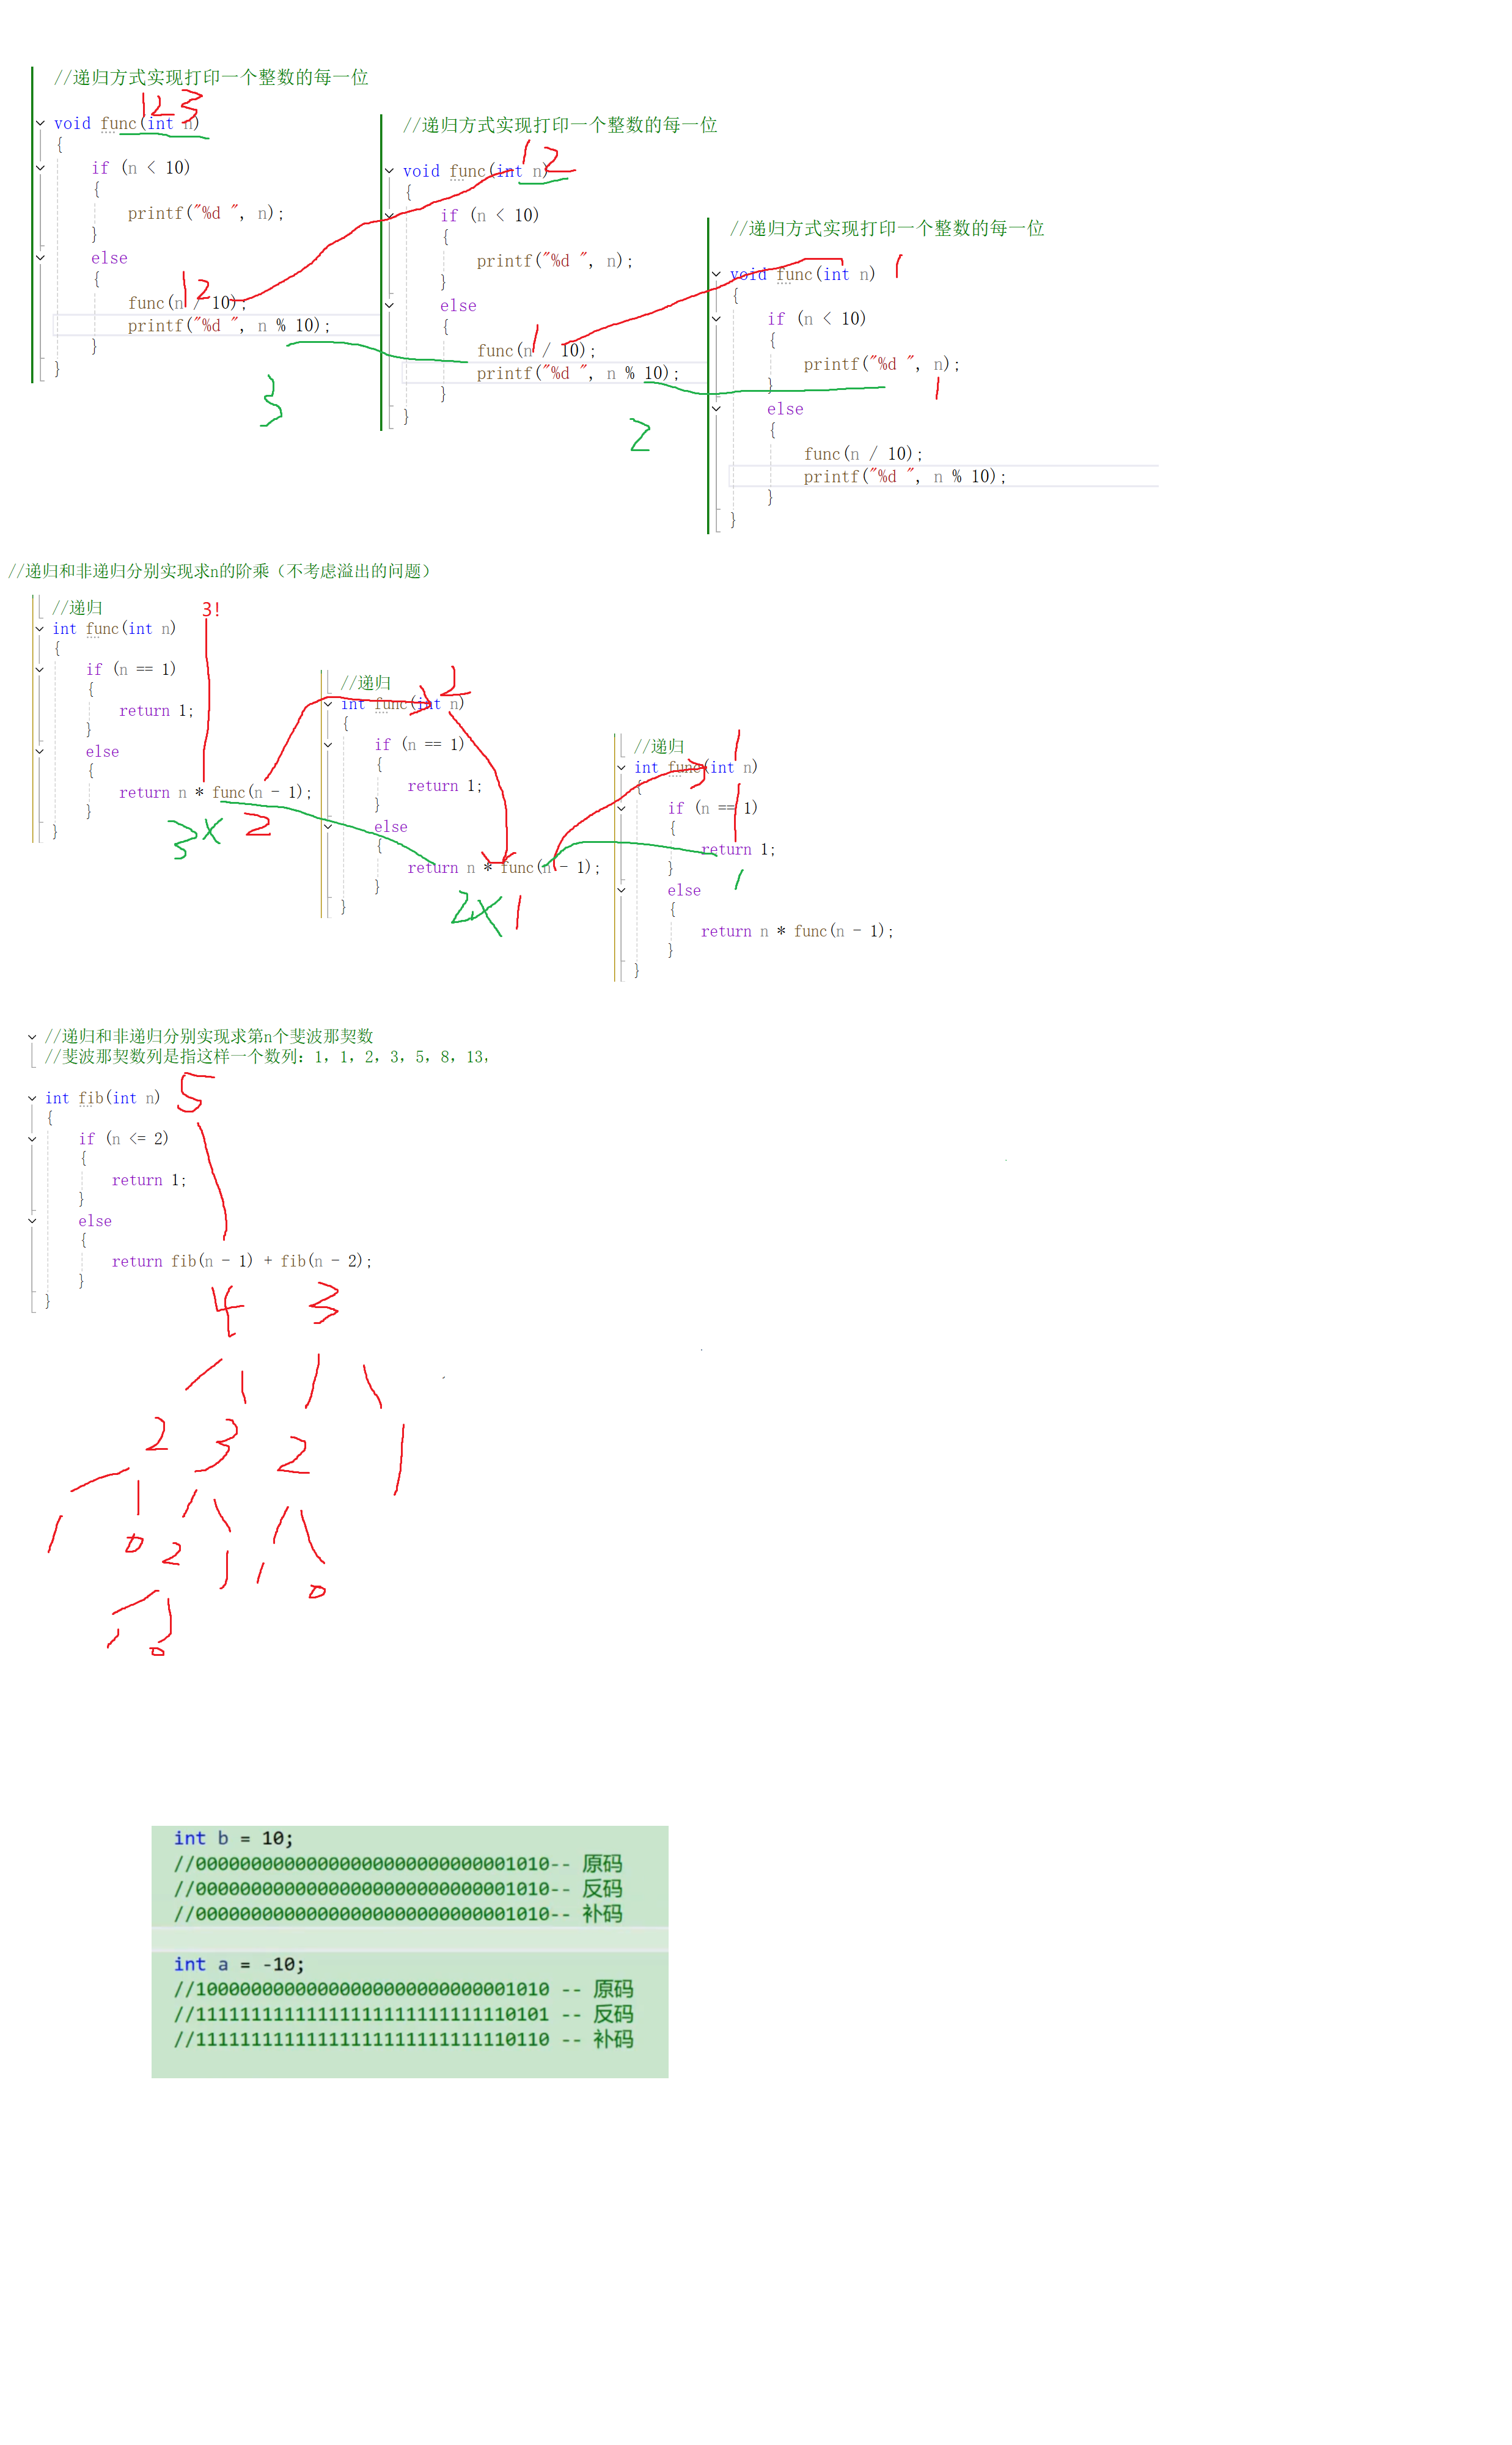 //递归方式实现打印一个整数的每一位
123
void func(int n)
{
if (n < 10)
{
printf("%d ", n);
}
else
{
12
func(n / 10);
printf("%d ", n % 10);
}
}
3
//递归方式实现打印一个整数的每一位
12
void func(int n)
{
if (n < 10)
{
printf("%d ", n);
}
else
{
1
func(n / 10);
printf("%d ", n % 10);
}
}
2
//递归方式实现打印一个整数的每一位
void func(int n) 1
{
if (n < 10)
{
printf("%d ", n);
}
1
else
{
func(n / 10);
printf("%d ", n % 10);
}
}
//递归和非递归分别实现求n的阶乘（不考虑溢出的问题）
//递归
3!
int func(int n)
{
if (n == 1)
{
return 1;
}
else
{
return n * func(n - 1);
}
}
3 x 2
//递归
2
int func(int n)
{
if (n == 1)
{
return 1;
}
else
{
return n * func(n - 1);
}
}
2x1
//递归
1
int func(int n)
{
if (n == 1)
{
return 1;
}
1
else
{
return n * func(n - 1);
}
}
//递归和非递归分别实现求第n个斐波那契数
//斐波那契数列是指这样一个数列：1，1，2，3，5，8，13，
int fib(int n) 5
{
if (n <= 2)
{
return 1;
}
else
{
return fib(n - 1) + fib(n - 2);
}
}
4 3
2 3 2 1
1 0 2 1 1 0
1 0
int b = 10;
//00000000000000000000000000001010-- 原码
//00000000000000000000000000001010-- 反码
//00000000000000000000000000001010-- 补码
int a = -10;
//10000000000000000000000000001010 -- 原码
//11111111111111111111111111110101 -- 反码
//11111111111111111111111111110110 -- 补码